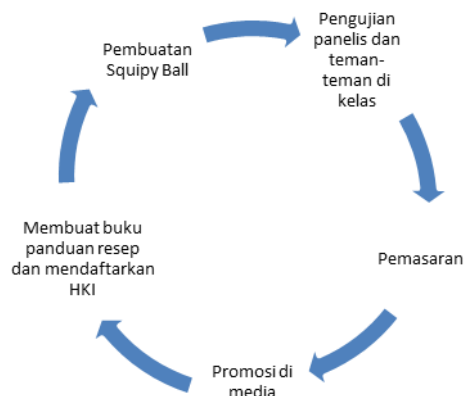 Pembuatan
Squipy Ball
Pengujian
panelis dan
teman-
teman di
kelas
Pemasaran
Promosi di
media
Membuat buku
panduan resep
dan mendaftarkan
HKI